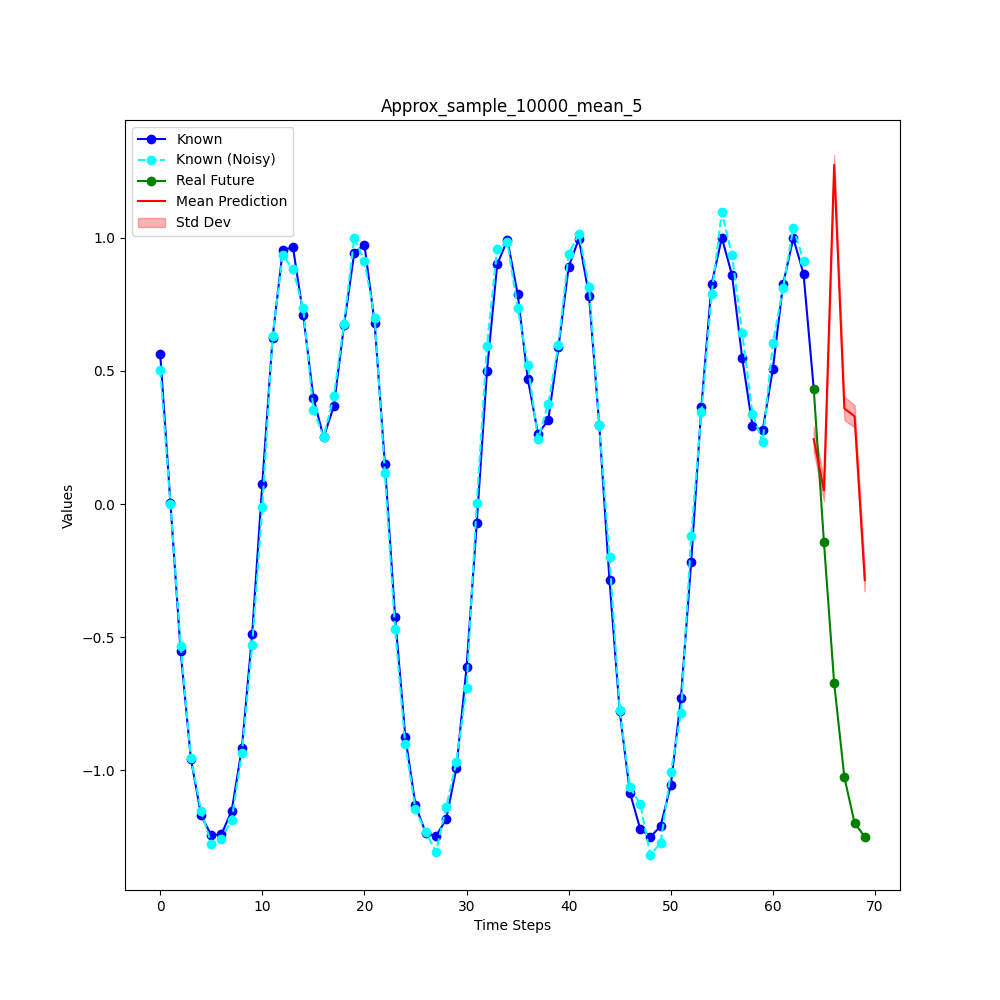 Approx_sample_10000_mean_5
Known
Known (Noisy)
Real Future
Mean Prediction
Std Dev
1.0
0.5
0.0
−0.5
−1.0
Values
0 10 20 30 40 50 60 70
Time Steps